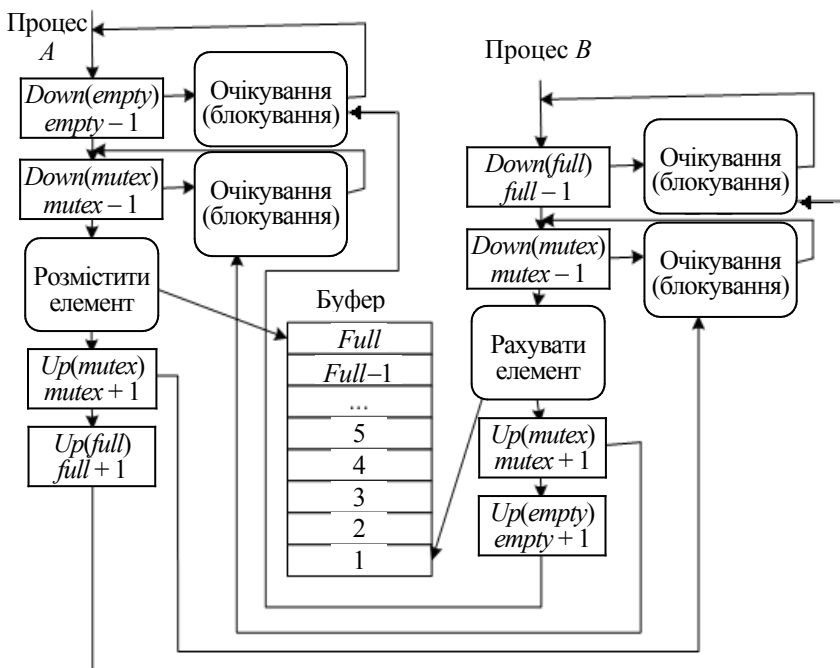 Процес
A
Down(empty)
empty – 1
Очікування
(блокування)
Down(mutex)
mutex – 1
Очікування
(блокування)
Розмістити
елемент
Up(mutex)
mutex + 1
Up(full)
full + 1
Буфер
Full
Full–1
...
5
4
3
2
1
Процес B
Down(full)
full – 1
Очікування
(блокування)
Down(mutex)
mutex – 1
Очікування
(блокування)
Рахувати
елемент
Up(mutex)
mutex + 1
Up(empty)
empty + 1